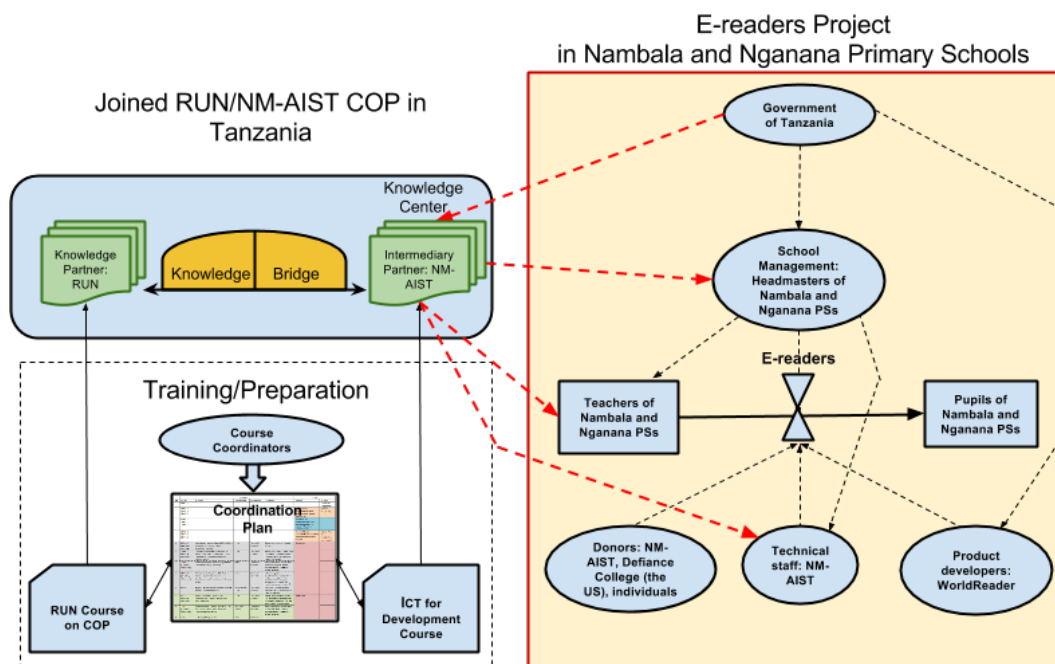 E-readers Project
in Nambala and Nganana Primary Schools
Joined RUN/NM-AIST COP in
Tanzania
Government
of Tanzania
Knowledge
Center
Knowledge
Partner:
RUN
Knowledge
Bridge
Intermediary
Partner: NM-
AIST
School
Management:
Headmasters of
Nambala and
Nganana PSs
E-readers
Teachers of
Nambala and
Nganana PSs
Pupils of
Nambala and
Nganana PSs
Training/Preparation
Course
Coordinators
Coordination
Plan
RUN Course
on COP
ICT for
Development
Course
Donors: NM-
AIST, Defiance
College (the
US), individuals
Technical
staff: NM-
AIST
Product
developers:
WorldReader